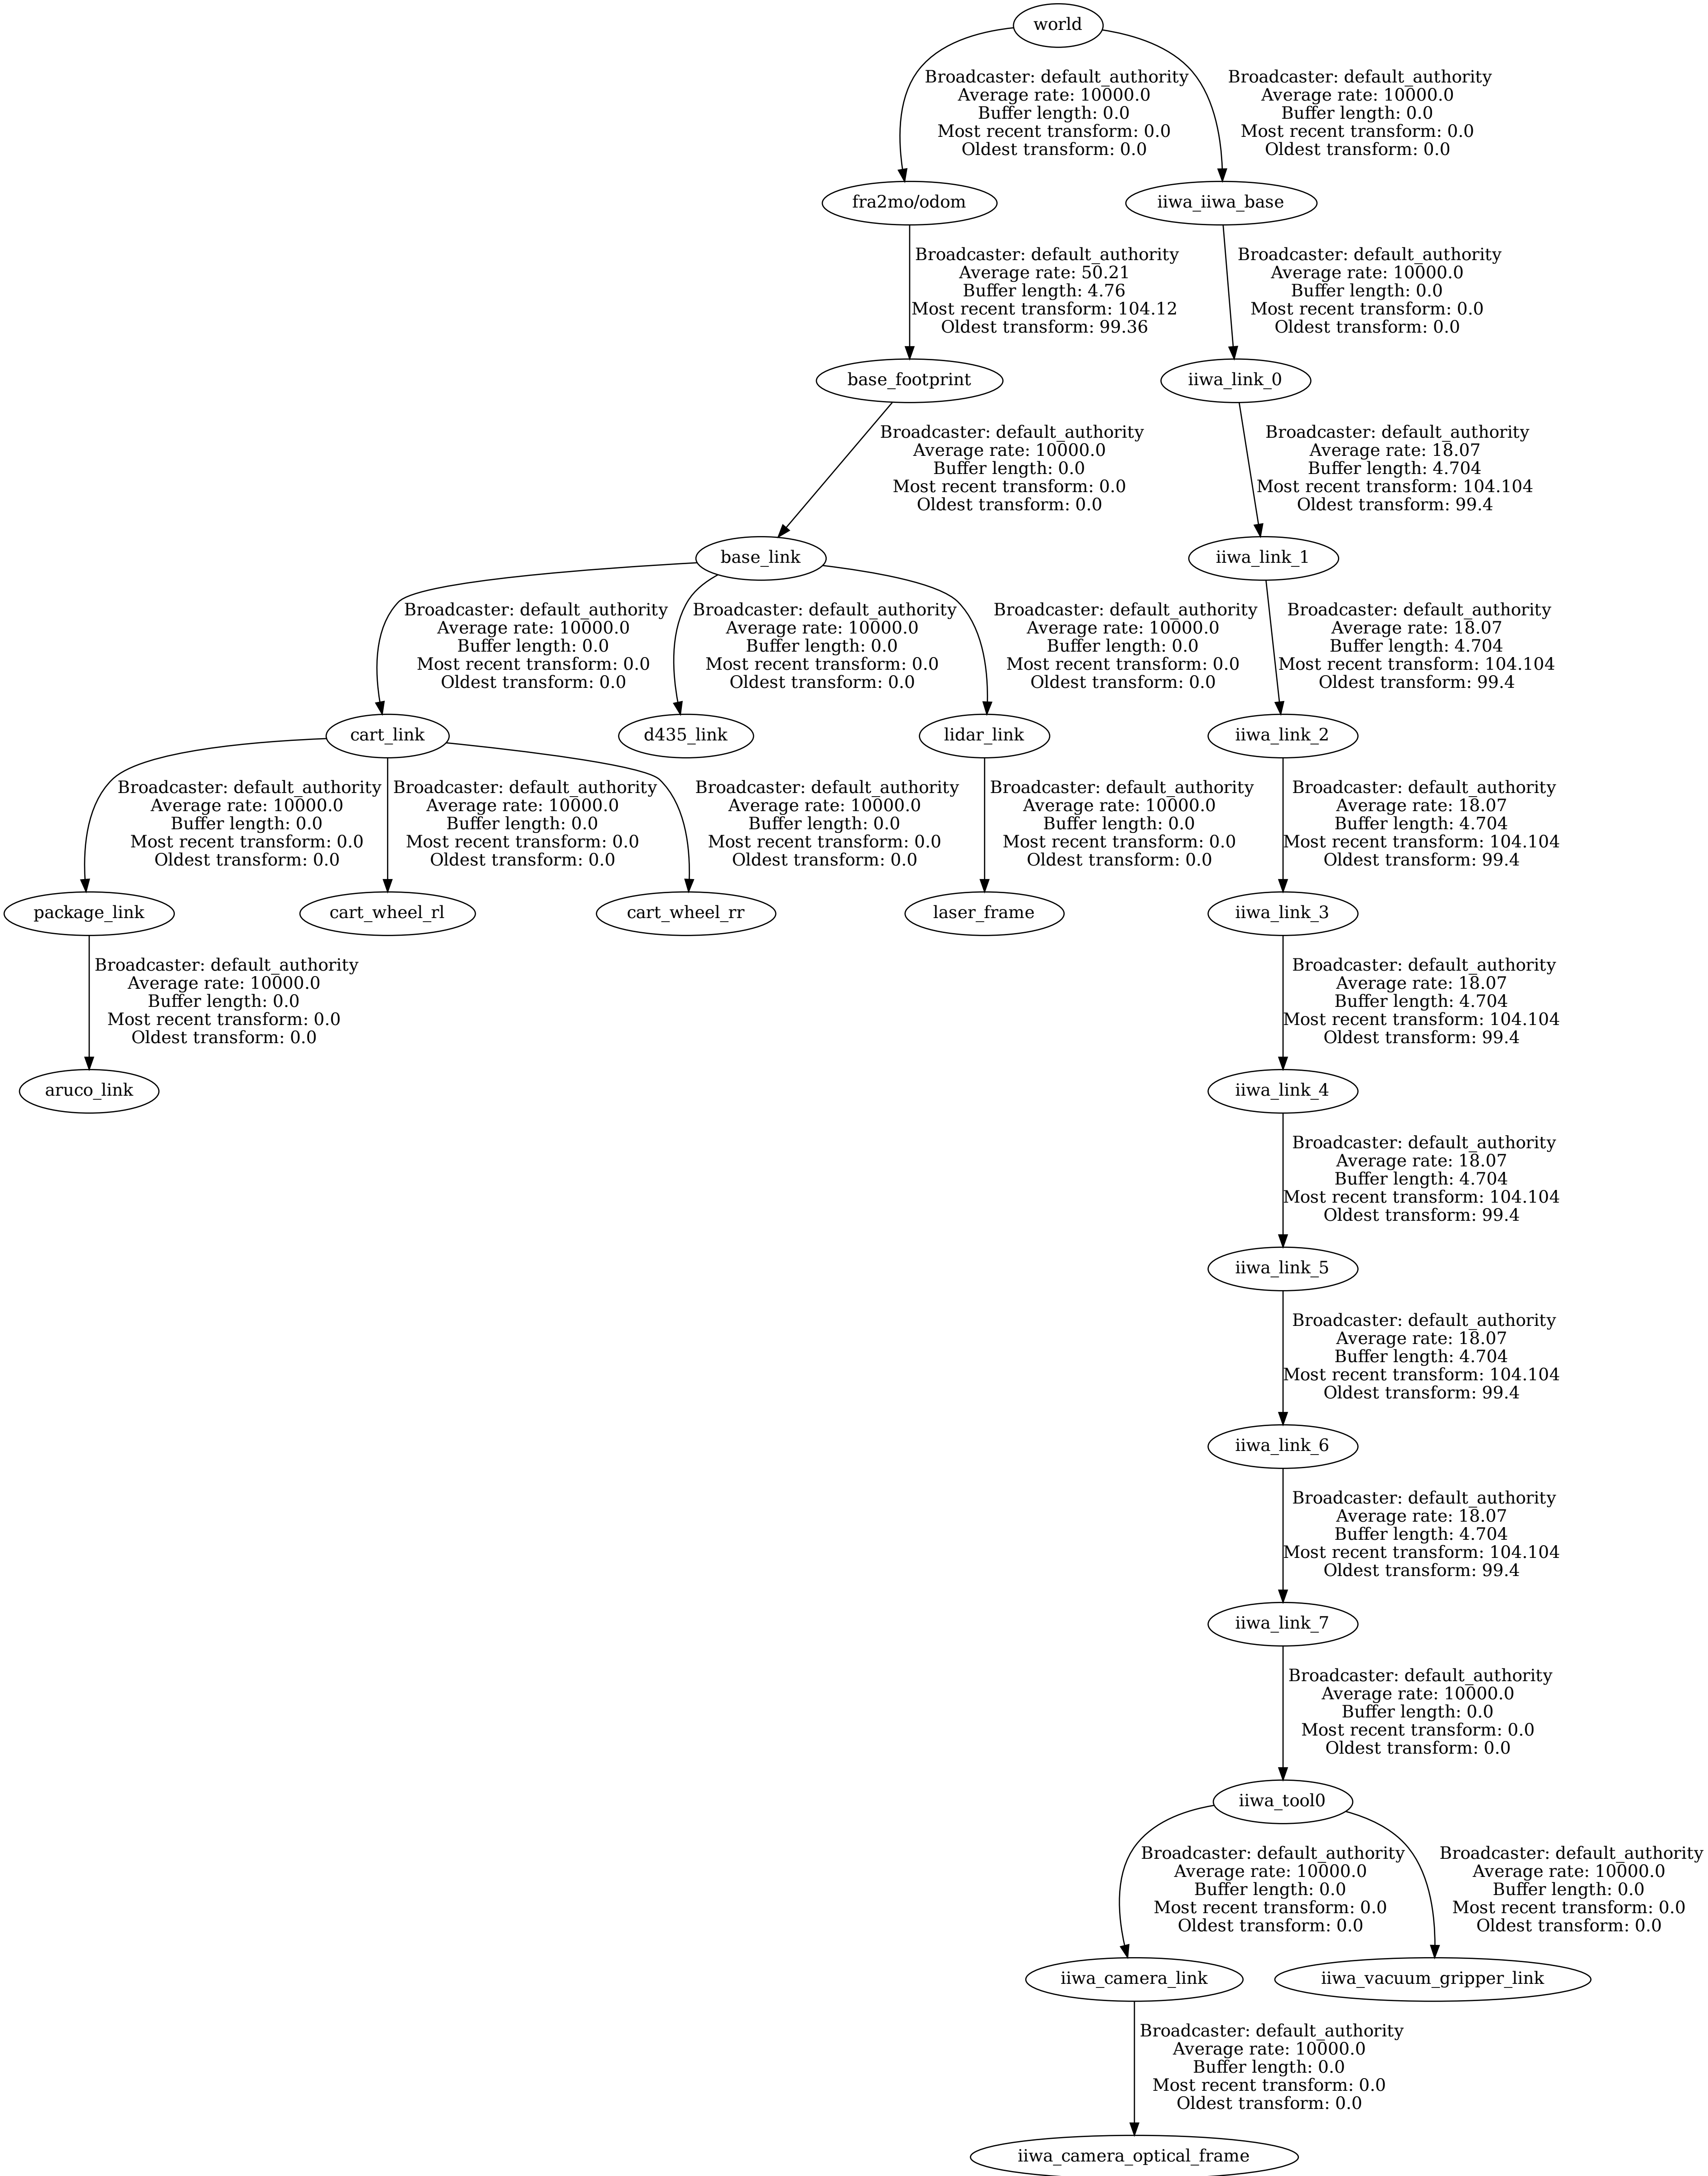 world
Broadcaster: default_authority
Average rate: 10000.0
Buffer length: 0.0
Most recent transform: 0.0
Oldest transform: 0.0
Broadcaster: default_authority
Average rate: 10000.0
Buffer length: 0.0
Most recent transform: 0.0
Oldest transform: 0.0
fra2mo/odom
iiwa_iiwa_base
Broadcaster: default_authority
Average rate: 50.21
Buffer length: 4.76
Most recent transform: 104.12
Oldest transform: 99.36
Broadcaster: default_authority
Average rate: 10000.0
Buffer length: 0.0
Most recent transform: 0.0
Oldest transform: 0.0
base_footprint
iiwa_link_0
Broadcaster: default_authority
Average rate: 10000.0
Buffer length: 0.0
Most recent transform: 0.0
Oldest transform: 0.0
Broadcaster: default_authority
Average rate: 18.07
Buffer length: 4.704
Most recent transform: 104.104
Oldest transform: 99.4
base_link
iiwa_link_1
Broadcaster: default_authority
Average rate: 10000.0
Buffer length: 0.0
Most recent transform: 0.0
Oldest transform: 0.0
Broadcaster: default_authority
Average rate: 10000.0
Buffer length: 0.0
Most recent transform: 0.0
Oldest transform: 0.0
Broadcaster: default_authority
Average rate: 10000.0
Buffer length: 0.0
Most recent transform: 0.0
Oldest transform: 0.0
Broadcaster: default_authority
Average rate: 18.07
Buffer length: 4.704
Most recent transform: 104.104
Oldest transform: 99.4
cart_link
d435_link
lidar_link
iiwa_link_2
Broadcaster: default_authority
Average rate: 10000.0
Buffer length: 0.0
Most recent transform: 0.0
Oldest transform: 0.0
Broadcaster: default_authority
Average rate: 10000.0
Buffer length: 0.0
Most recent transform: 0.0
Oldest transform: 0.0
Broadcaster: default_authority
Average rate: 10000.0
Buffer length: 0.0
Most recent transform: 0.0
Oldest transform: 0.0
Broadcaster: default_authority
Average rate: 10000.0
Buffer length: 0.0
Most recent transform: 0.0
Oldest transform: 0.0
Broadcaster: default_authority
Average rate: 18.07
Buffer length: 4.704
Most recent transform: 104.104
Oldest transform: 99.4
package_link
cart_wheel_rl
cart_wheel_rr
laser_frame
iiwa_link_3
Broadcaster: default_authority
Average rate: 10000.0
Buffer length: 0.0
Most recent transform: 0.0
Oldest transform: 0.0
Broadcaster: default_authority
Average rate: 18.07
Buffer length: 4.704
Most recent transform: 104.104
Oldest transform: 99.4
aruco_link
iiwa_link_4
Broadcaster: default_authority
Average rate: 18.07
Buffer length: 4.704
Most recent transform: 104.104
Oldest transform: 99.4
iiwa_link_5
Broadcaster: default_authority
Average rate: 18.07
Buffer length: 4.704
Most recent transform: 104.104
Oldest transform: 99.4
iiwa_link_6
Broadcaster: default_authority
Average rate: 18.07
Buffer length: 4.704
Most recent transform: 104.104
Oldest transform: 99.4
iiwa_link_7
Broadcaster: default_authority
Average rate: 10000.0
Buffer length: 0.0
Most recent transform: 0.0
Oldest transform: 0.0
iiwa_tool0
Broadcaster: default_authority
Average rate: 10000.0
Buffer length: 0.0
Most recent transform: 0.0
Oldest transform: 0.0
Broadcaster: default_authority
Average rate: 10000.0
Buffer length: 0.0
Most recent transform: 0.0
Oldest transform: 0.0
iiwa_camera_link
iiwa_vacuum_gripper_link
Broadcaster: default_authority
Average rate: 10000.0
Buffer length: 0.0
Most recent transform: 0.0
Oldest transform: 0.0
iiwa_camera_optical_frame